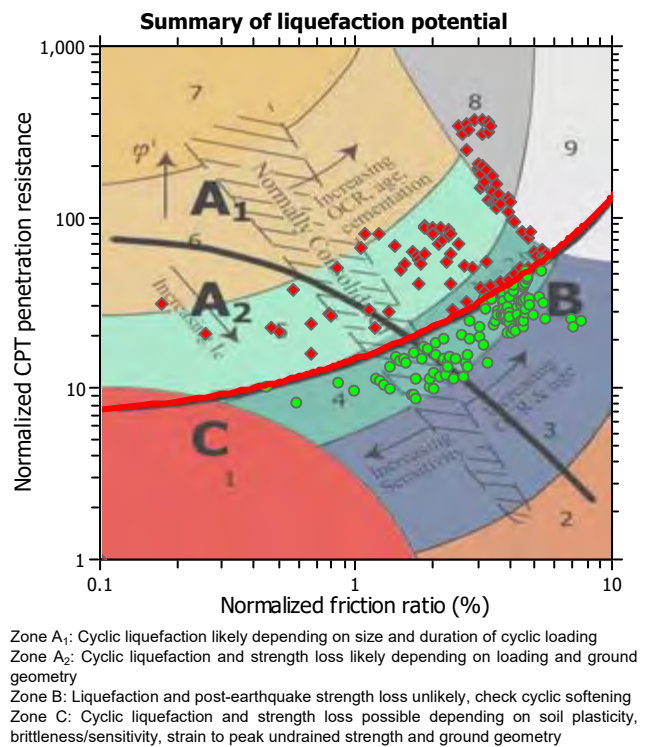 Summary of liquefaction potential
1,000
100
10
1
Normalized CPT penetration resistance
7
8
9
φ'
A1
Normally Consolidated
Increasing
OCR, age,
cementation
6
A2
Increasing Ic
5
B
4
C
1
Increasing
OCR & age
Increasing
Sensitivity
3
2
0.1
1
10
Normalized friction ratio (%)
Zone A1: Cyclic liquefaction likely depending on size and duration of cyclic loading
Zone A2: Cyclic liquefaction and strength loss likely depending on loading and ground
geometry
Zone B: Liquefaction and post-earthquake strength loss unlikely, check cyclic softening
Zone C: Cyclic liquefaction and strength loss possible depending on soil plasticity,
brittleness/sensitivity, strain to peak undrained strength and ground geometry